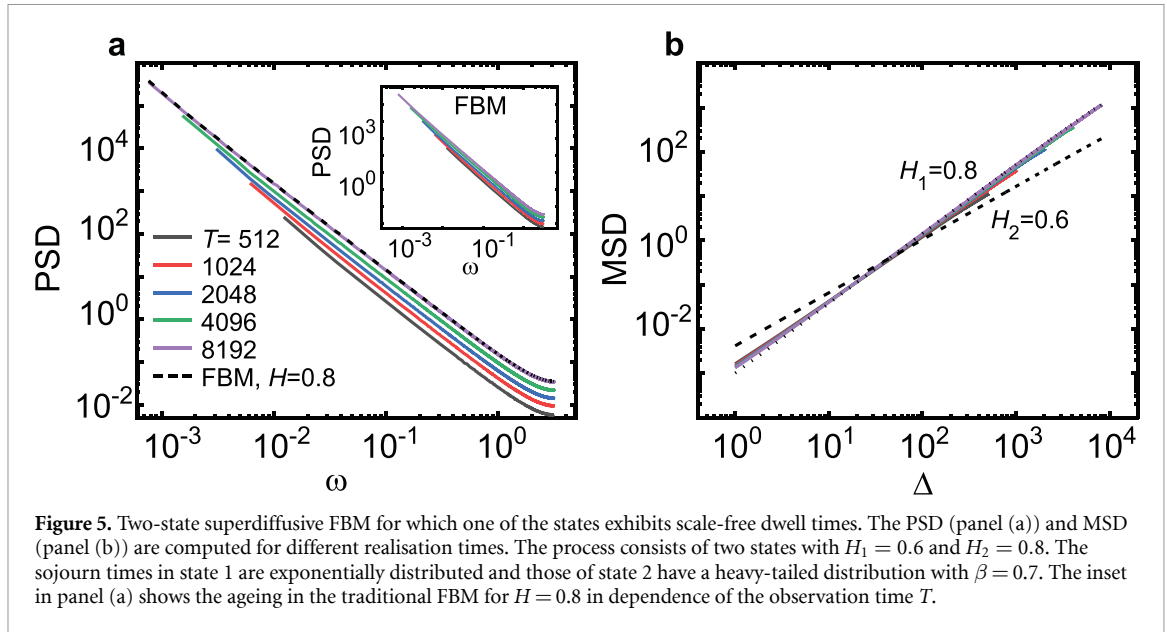 a
PSD
10^4
10^2
10^0
10^-2
T= 512
1024
2048
4096
8192
FBM, H=0.8
10^-3
10^-2
10^-1
10^0
ω
FBM
PSD
10^3
10^0
10^-3
10^-1
ω
b
MSD
10^2
10^0
10^-2
H₁=0.8
H₂=0.6
10^0
10^1
10^2
10^3
10^4
Δ
Figure 5. Two-state superdiffusive FBM for which one of the states exhibits scale-free dwell times. The PSD (panel (a)) and MSD
(panel (b)) are computed for different realisation times. The process consists of two states with H₁ = 0.6 and H₂ = 0.8. The
sojourn times in state 1 are exponentially distributed and those of state 2 have a heavy-tailed distribution with β = 0.7. The inset
in panel (a) shows the ageing in the traditional FBM for H = 0.8 in dependence of the observation time T.